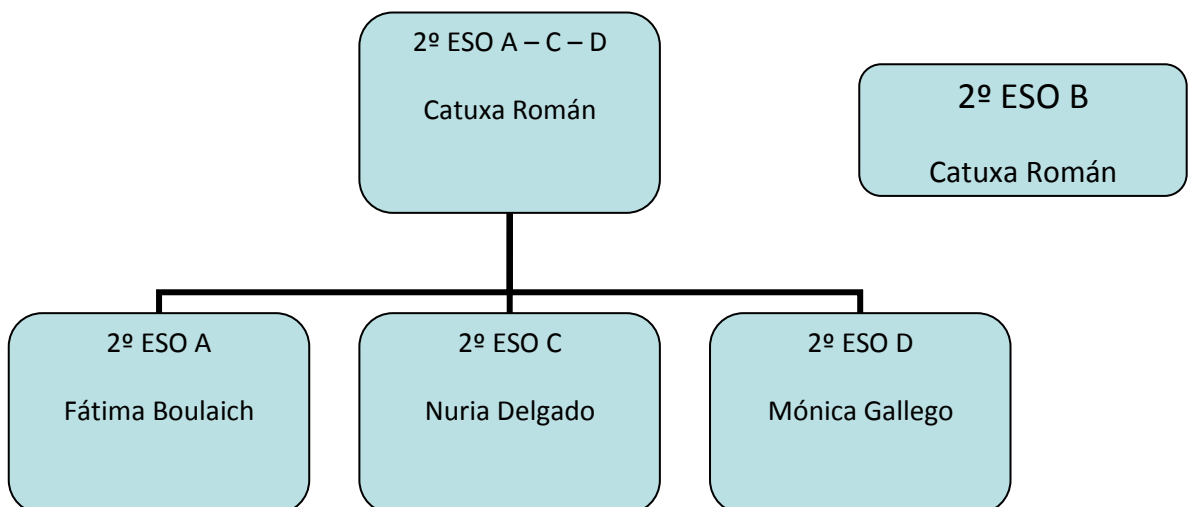 2º ESO A – C – D
Catuxa Román
2º ESO B
Catuxa Román
2º ESO A
Fátima Boulaich
2º ESO C
Nuria Delgado
2º ESO D
Mónica Gallego